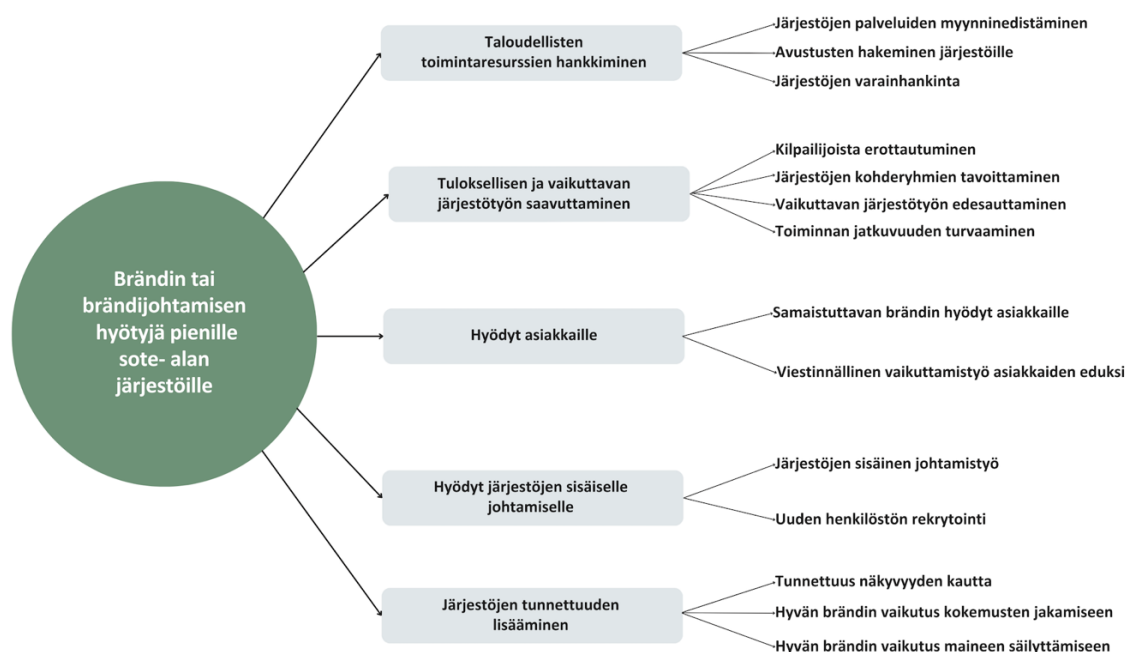 Brändin tai
brändijohtamisen
hyötyjä pienille
sote- alan
järjestöille
Taloudellisten
toimintaresurssien hankkiminen
Järjestöjen palveluiden myynninedistäminen
Avustusten hakeminen järjestöille
Järjestöjen varainhankinta
Tuloksellisen ja vaikuttavan
järjestötyön saavuttaminen
Kilpailijoista erottautuminen
Järjestöjen kohderyhmien tavoittaminen
Vaikuttavan järjestötyön edesauttaminen
Toiminnan jatkuvuuden turvaaminen
Hyödyt asiakkaille
Samaistuttavan brändin hyödyt asiakkaille
Viestinnällinen vaikuttamistyö asiakkaiden eduksi
Hyödyt järjestöjen sisäiselle
johtamiselle
Järjestöjen sisäinen johtamistyö
Uuden henkilöstön rekrytointi
Järjestöjen tunnettuuden
lisääminen
Tunnettuus näkyvyyden kautta
Hyvän brändin vaikutus kokemusten jakamiseen
Hyvän brändin vaikutus maineen säilyttämiseen